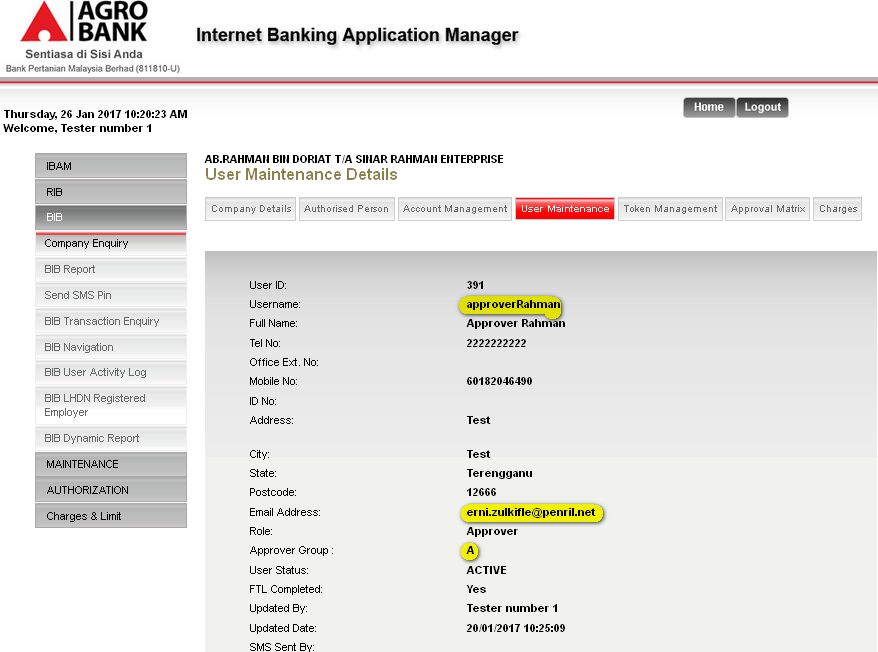 AGRO
BANK
Sentiasa di Sisi Anda
Bank Pertanian Malaysia Berhad (811810-U)
Internet Banking Application Manager
Home Logout
Thursday, 26 Jan 2017 10:20:23 AM
Welcome, Tester number 1
IBAM
RIB
BIB
Company Enquiry
BIB Report
Send SMS Pin
BIB Transaction Enquiry
BIB Navigation
BIB User Activity Log
BIB LHDN Registered
Employer
BIB Dynamic Report
MAINTENANCE
AUTHORIZATION
Charges & Limit
AB.RAHMAN BIN DORIAT T/A SINAR RAHMAN ENTERPRISE
User Maintenance Details
Company Details Authorised Person Account Management User Maintenance Token Management Approval Matrix Charges
User ID: 391
Username: approverRahman
Full Name: Approver Rahman
Tel No: 2222222222
Office Ext. No:
Mobile No: 60182046490
ID No:
Address: Test
City: Test
State: Terengganu
Postcode: 12666
Email Address: erni.zulkifle@penril.net
Role: Approver
Approver Group : A
User Status: ACTIVE
FTL Completed: Yes
Updated By: Tester number 1
Updated Date: 20/01/2017 10:25:09
SMS Sent By: